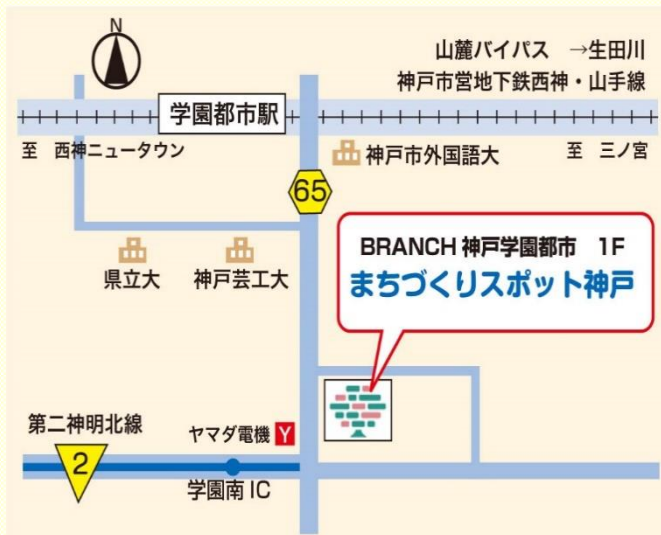 N
山麓バイパス →生田川
神戸市営地下鉄西神・山手線
学園都市駅
至 西神ニュータウン
神戸市外国語大
至 三ノ宮
65
県立大
神戸芸工大
BRANCH 神戸学園都市 1F
まちづくりスポット神戸
第二神明北線
2
ヤマダ電機 Y
学園南IC